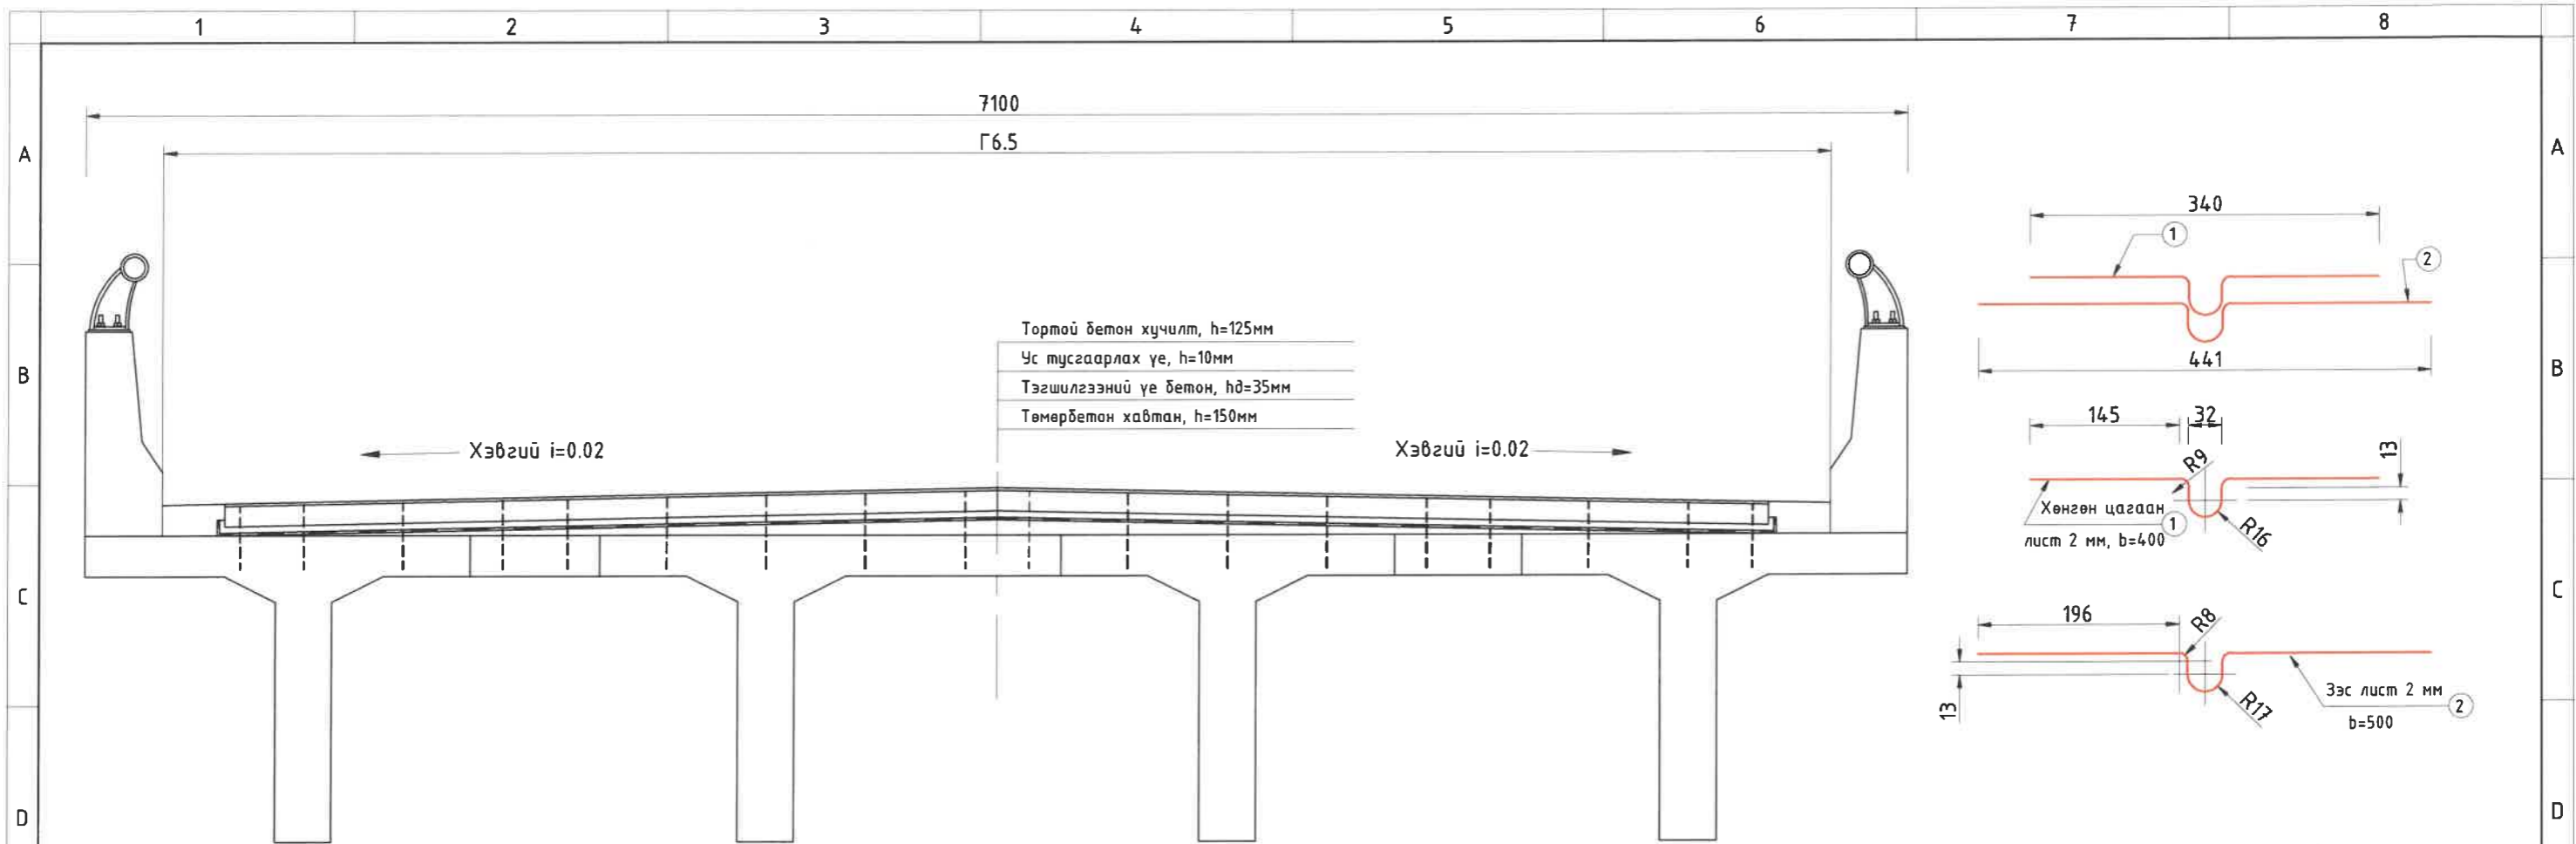 1 2 3 4 5 6 7 8
7100
Г6.5
A A
340
1
2
Тортой бетон хучилт, h=125мм
Ус тусгаарлах үе, h=10мм
B B
Тэгшилгээний үе бетон, hд=35мм
Төмөрбетон хавтан, h=150мм
441
145 32
13
Хэвгий i=0.02 Хэвгий i=0.02
R9
Хөнгөн цагаан
1
лист 2 мм, b=400
R16
C C
196
R8
13
R17
Зэс лист 2 мм
2
b=500
D D